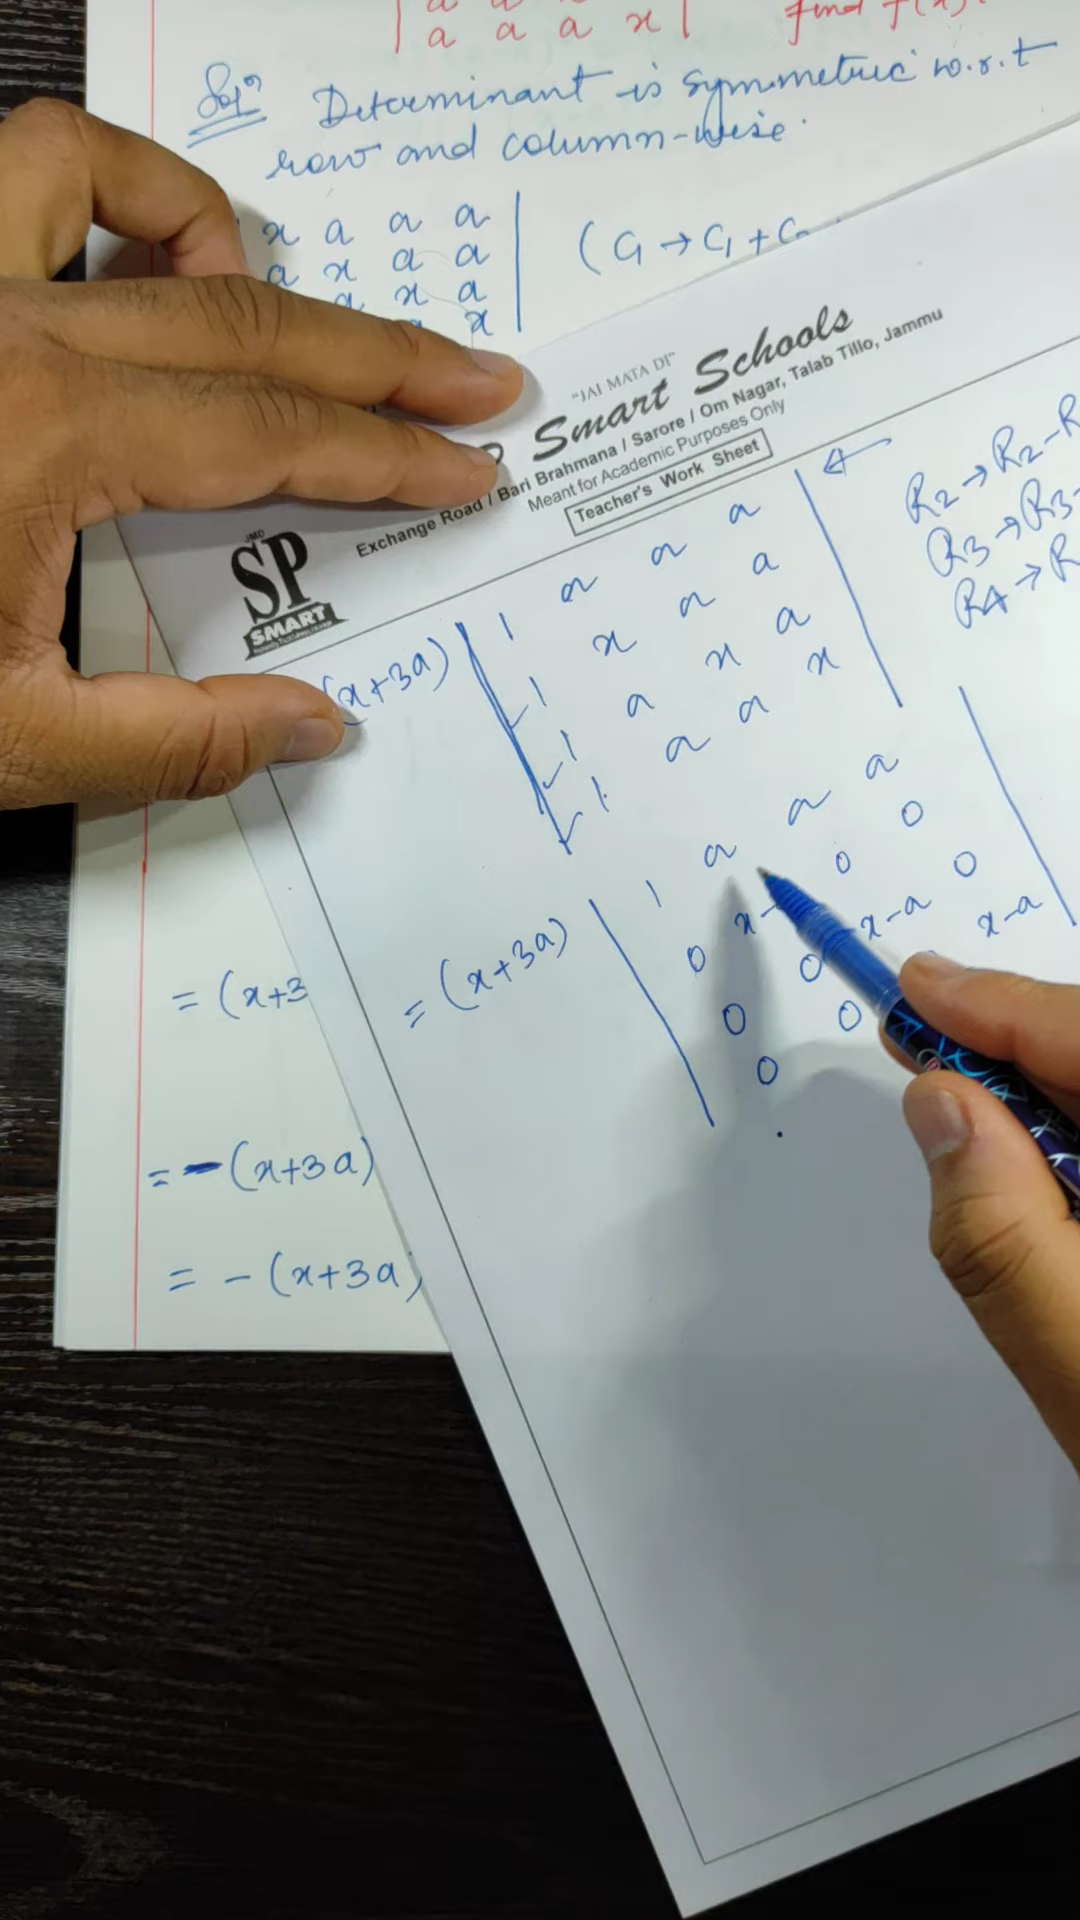 a a a x find f(x).
Solⁿ Determinant is symmetric w.r.t
row and column-wise.
x a a a
a x a a (C₁ → C₁ + C₂
a x a
x
"JAI MATA DI"
Smart Schools
Exchange Road / Bari Brahmana / Sarore / Om Nagar, Talab Tillo, Jammu
Meant for Academic Purposes Only
Teacher's Work Sheet
JMD
SP
SMART
(x+3a) 1 a a a
1 x a a
1 a x a
1 a a x
R2 → R2 - R
R3 → R3 -
R4 → R
= (x+3a) 1 a a a
0 x- 0 0
0 0 x-a 0
0 0 x-a
= (x+3
= -(x+3a)
= - (x+3a)